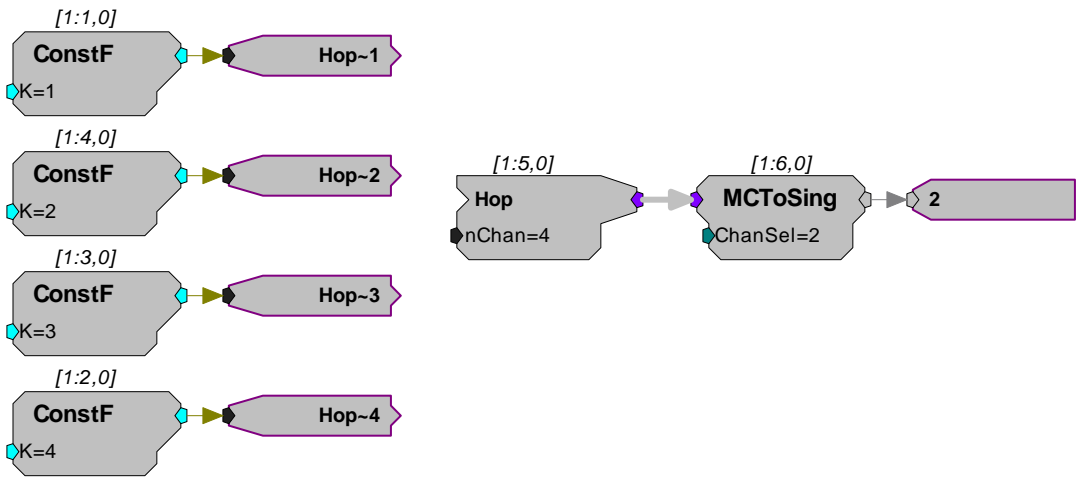 [1:1,0]
ConstF
Hop~1
K=1
[1:4,0]
ConstF
Hop~2
K=2
[1:5,0]
Hop
nChan=4
[1:6,0]
MCToSing
ChanSel=2
2
[1:3,0]
ConstF
Hop~3
K=3
[1:2,0]
ConstF
Hop~4
K=4